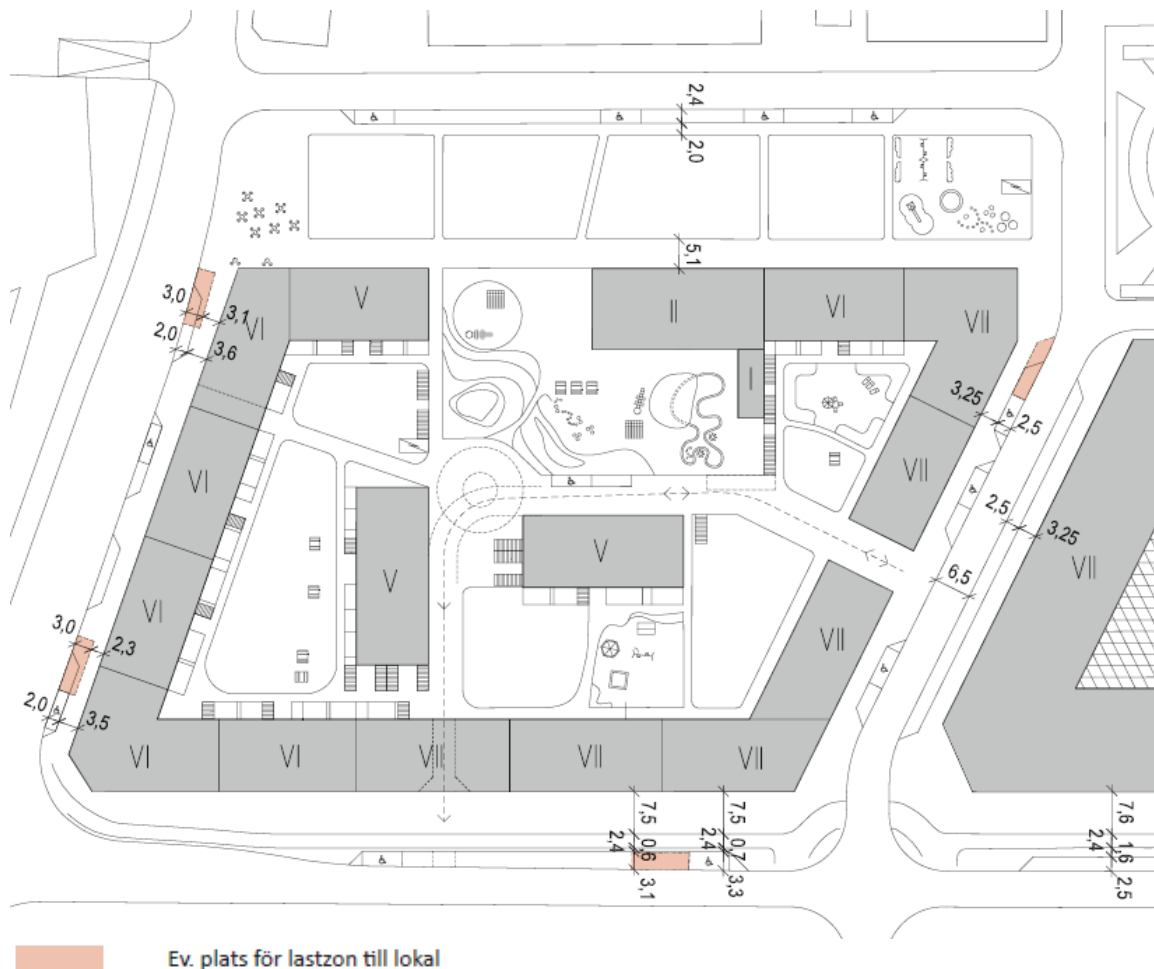 2,4
2,0
5,1
3,0
3,1
V
II
VI
VII
VI
2,0
3,6
I
3,25
2,5
VI
VII
2,5
3,25
V
V
VII
6,5
VI
VII
3,0
2,3
2,0
3,5
VI
VI
VII
VII
VII
7,5
7,5
7,6
0,6
0,7
1,6
2,4
2,4
2,4
3,1
3,3
2,5
Ev. plats för lastzon till lokal